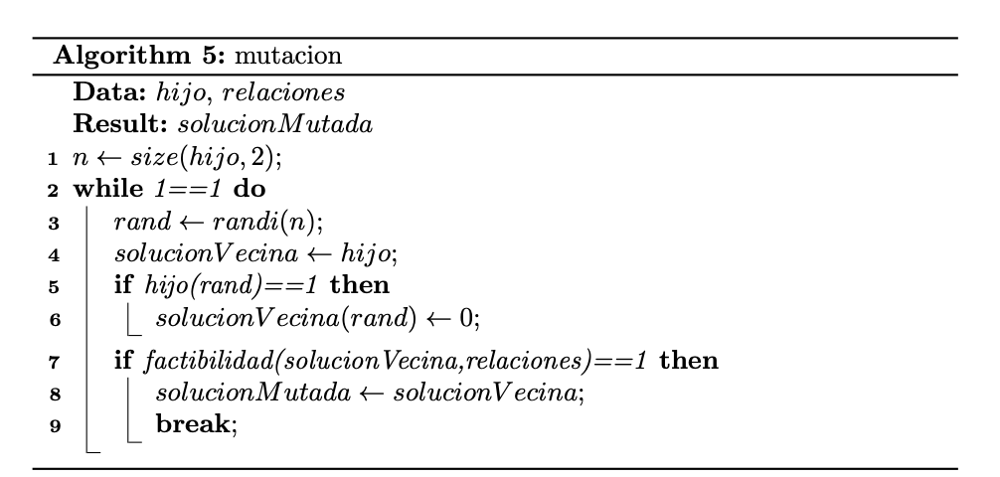 Algorithm 5: mutacion
Data: hijo, relaciones
Result: solucionMutada
1 n ← size(hijo, 2);
2 while 1==1 do
3 rand ← randi(n);
4 solucionVecina ← hijo;
5 if hijo(rand)==1 then
6 solucionVecina(rand) ← 0;
7 if factibilidad(solucionVecina,relaciones)==1 then
8 solucionMutada ← solucionVecina;
9 break;